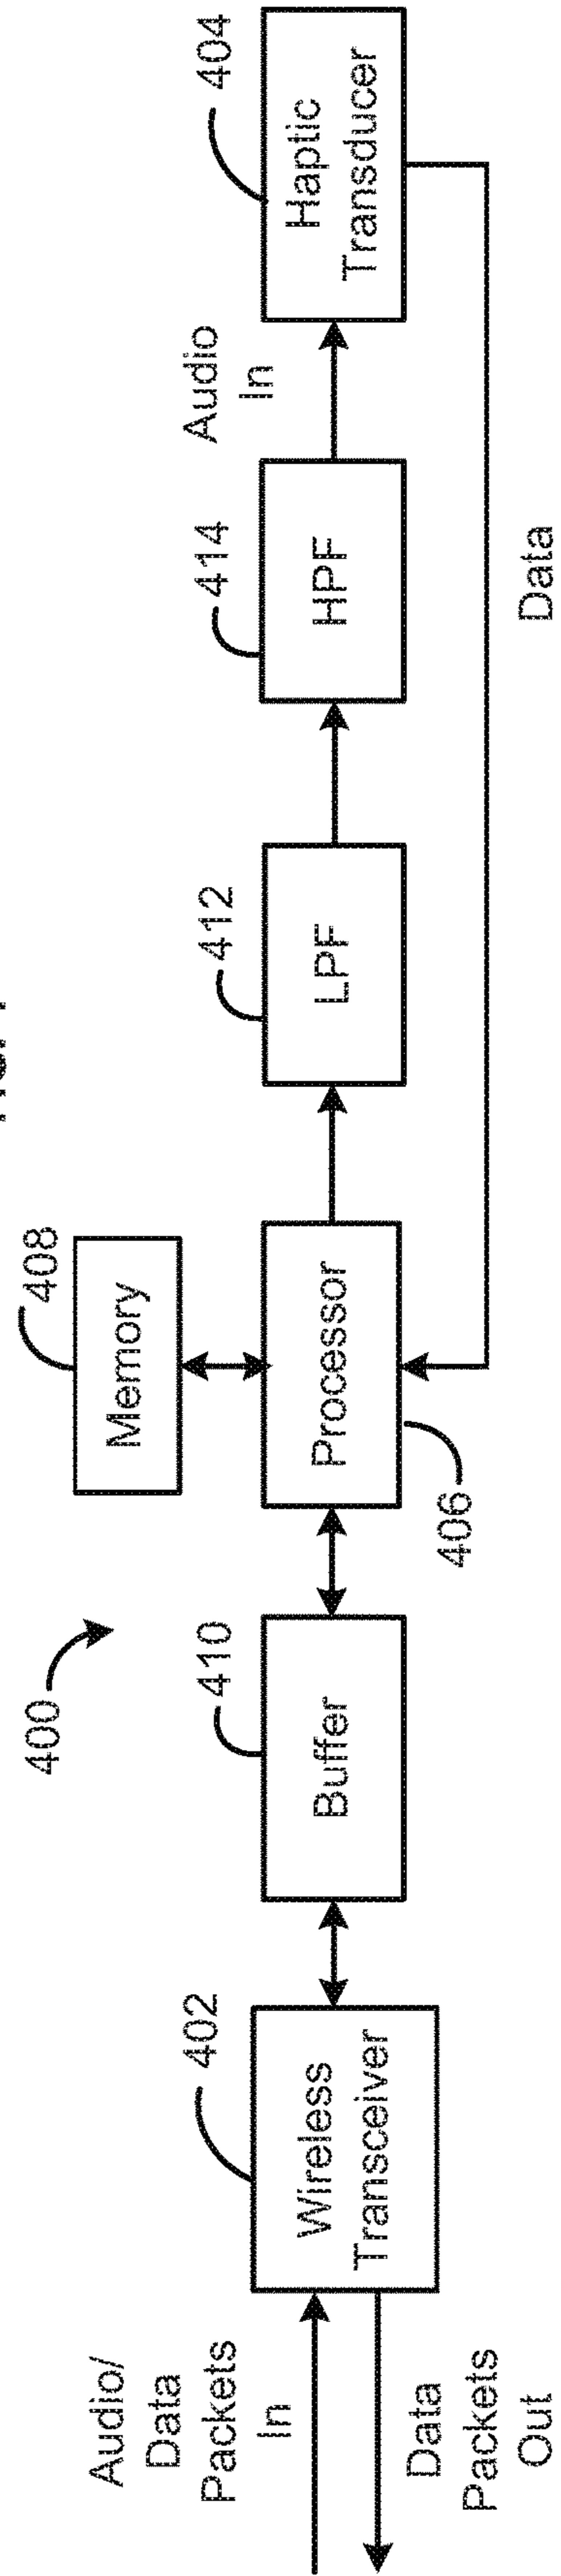 400
Audio/
Data
Packets
In
Data
Packets
Out
402
Wireless
Transceiver
410
Buffer
408
Memory
Processor
406
412
LPF
414
HPF
Audio
In
404
Haptic
Transducer
Data